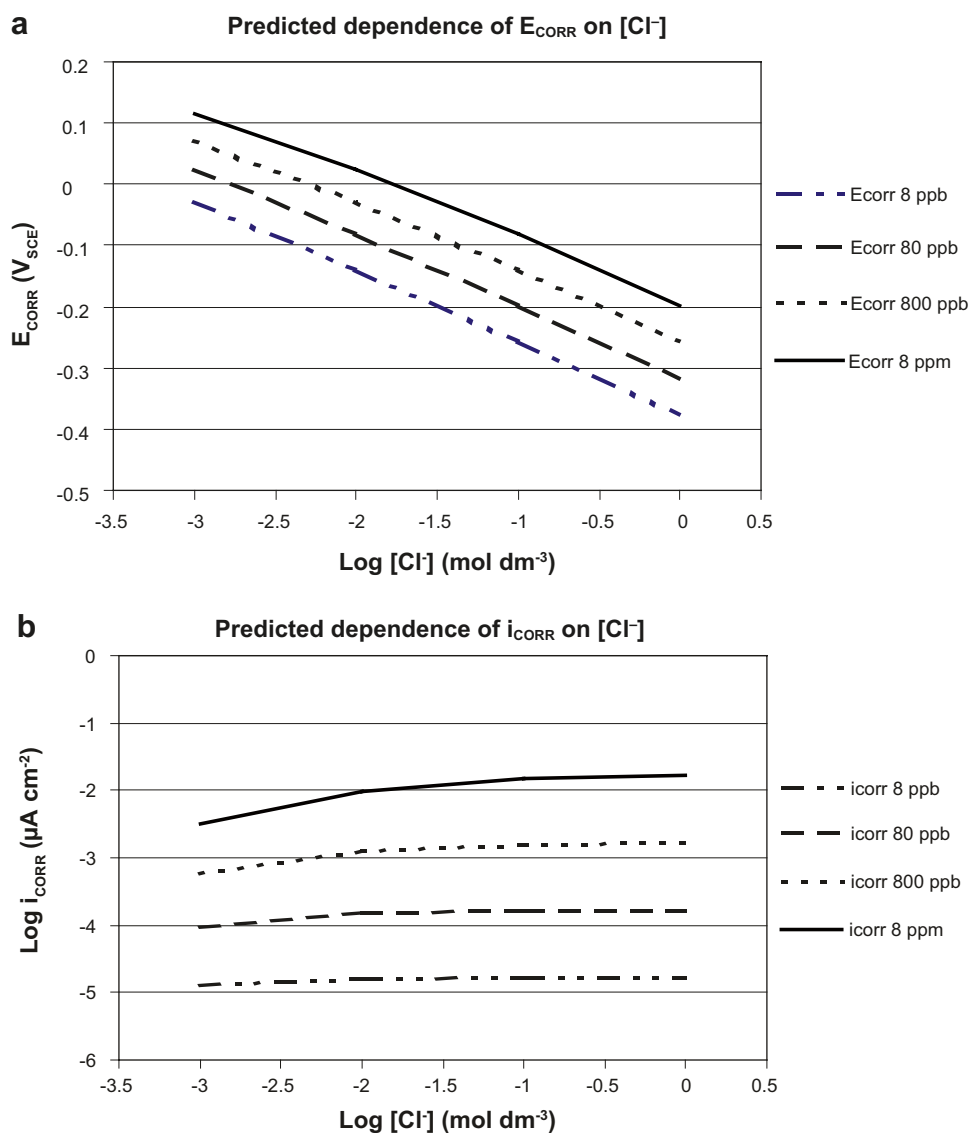 a
Predicted dependence of E_CORR on [Cl⁻]
0.2
0.1
0
-0.1
-0.2
-0.3
-0.4
-0.5
E_CORR (V_SCE)
-3.5 -3 -2.5 -2 -1.5 -1 -0.5 0 0.5
Log [Cl⁻] (mol dm⁻³)
Ecorr 8 ppb
Ecorr 80 ppb
Ecorr 800 ppb
Ecorr 8 ppm
b
Predicted dependence of i_CORR on [Cl⁻]
0
-1
-2
-3
-4
-5
-6
Log i_CORR (µA cm⁻²)
-3.5 -3 -2.5 -2 -1.5 -1 -0.5 0 0.5
Log [Cl⁻] (mol dm⁻³)
icorr 8 ppb
icorr 80 ppb
icorr 800 ppb
icorr 8 ppm